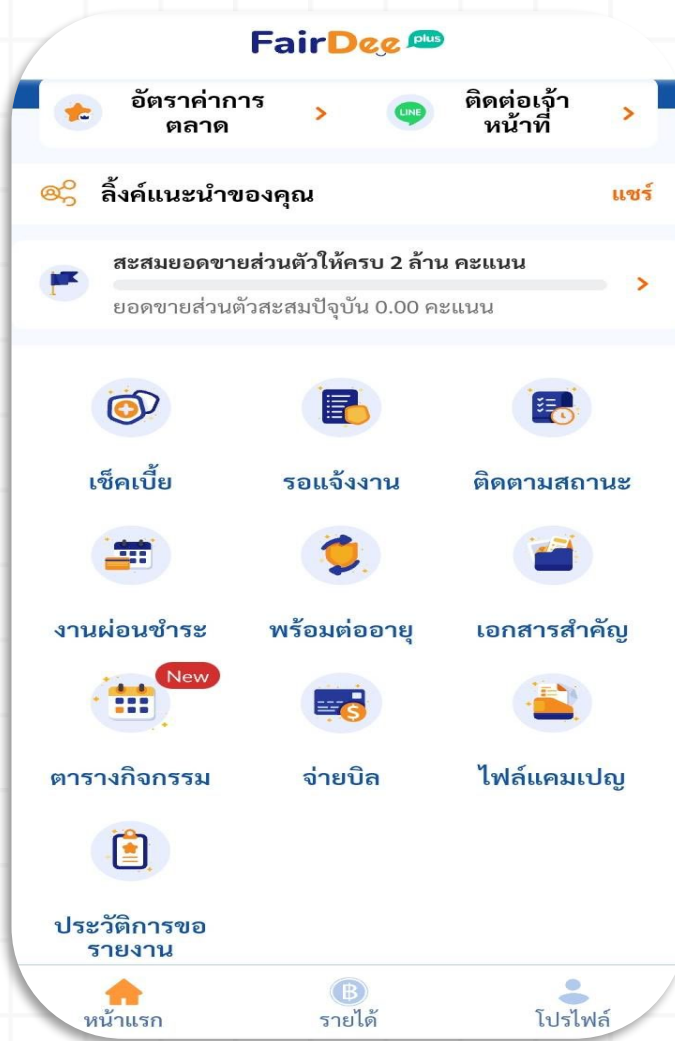 FairDee plus
อัตราค่าการ
ตลาด
LINE
ติดต่อเจ้า
หน้าที่
ลิ้งค์แนะนำของคุณ
แชร์
สะสมยอดขายส่วนตัวให้ครบ 2 ล้าน คะแนน
ยอดขายส่วนตัวสะสมปัจจุบัน 0.00 คะแนน
เช็คเบี้ย
รอแจ้งงาน
ติดตามสถานะ
งานผ่อนชำระ
พร้อมต่ออายุ
เอกสารสำคัญ
New
ตารางกิจกรรม
จ่ายบิล
ไฟล์แคมเปญ
ประวัติการขอ
รายงาน
หน้าแรก
รายได้
โปรไฟล์